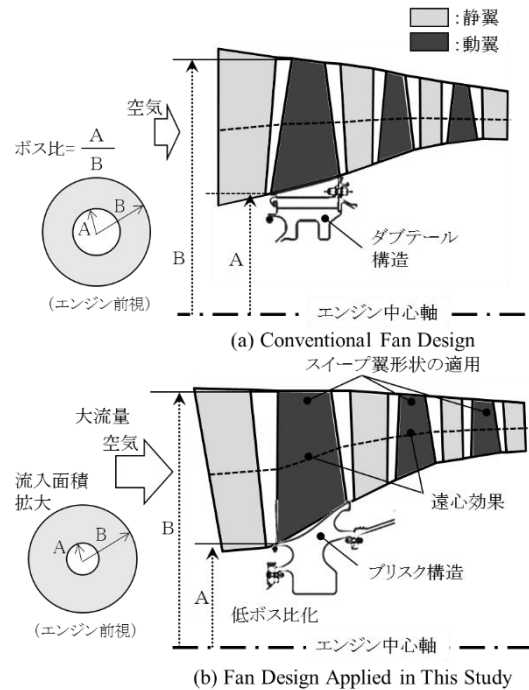 ：静翼
：動翼
空気
ボス比=
A
B
A
B
(エンジン前視)
B
A
ダブテール
構造
エンジン中心軸
(a) Conventional Fan Design
スイープ翼形状の適用
大流量
空気
流入面積
拡大
A
B
(エンジン前視)
B
A
遠心効果
ブリスク構造
低ボス比化
エンジン中心軸
(b) Fan Design Applied in This Study